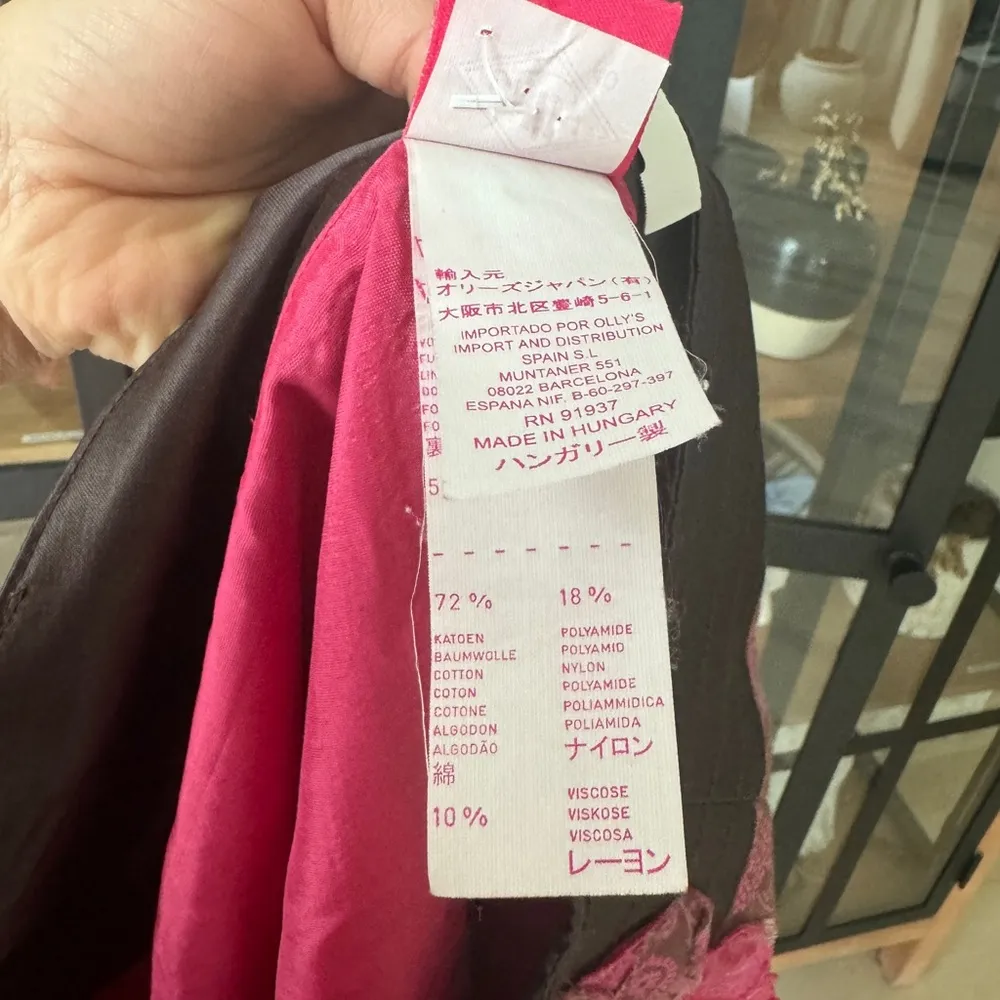 輸入元
オリーズジャパン(有)
大阪市北区豊崎5-6-1
IMPORTADO POR OLLY'S
IMPORT AND DISTRIBUTION
SPAIN S.L
MUNTANER 551
08022 BARCELONA
ESPANA NIF. B-60-297-397
RN 91937
MADE IN HUNGARY
ハンガリー製
72 %
KATOEN
BAUMWOLLE
COTTON
COTON
COTONE
ALGODON
ALGODÃO
綿
10 %
18 %
POLYAMIDE
POLYAMID
NYLON
POLYAMIDE
POLIAMMIDICA
POLIAMIDA
ナイロン
VISCOSE
VISKOSE
VISCOSA
レーヨン